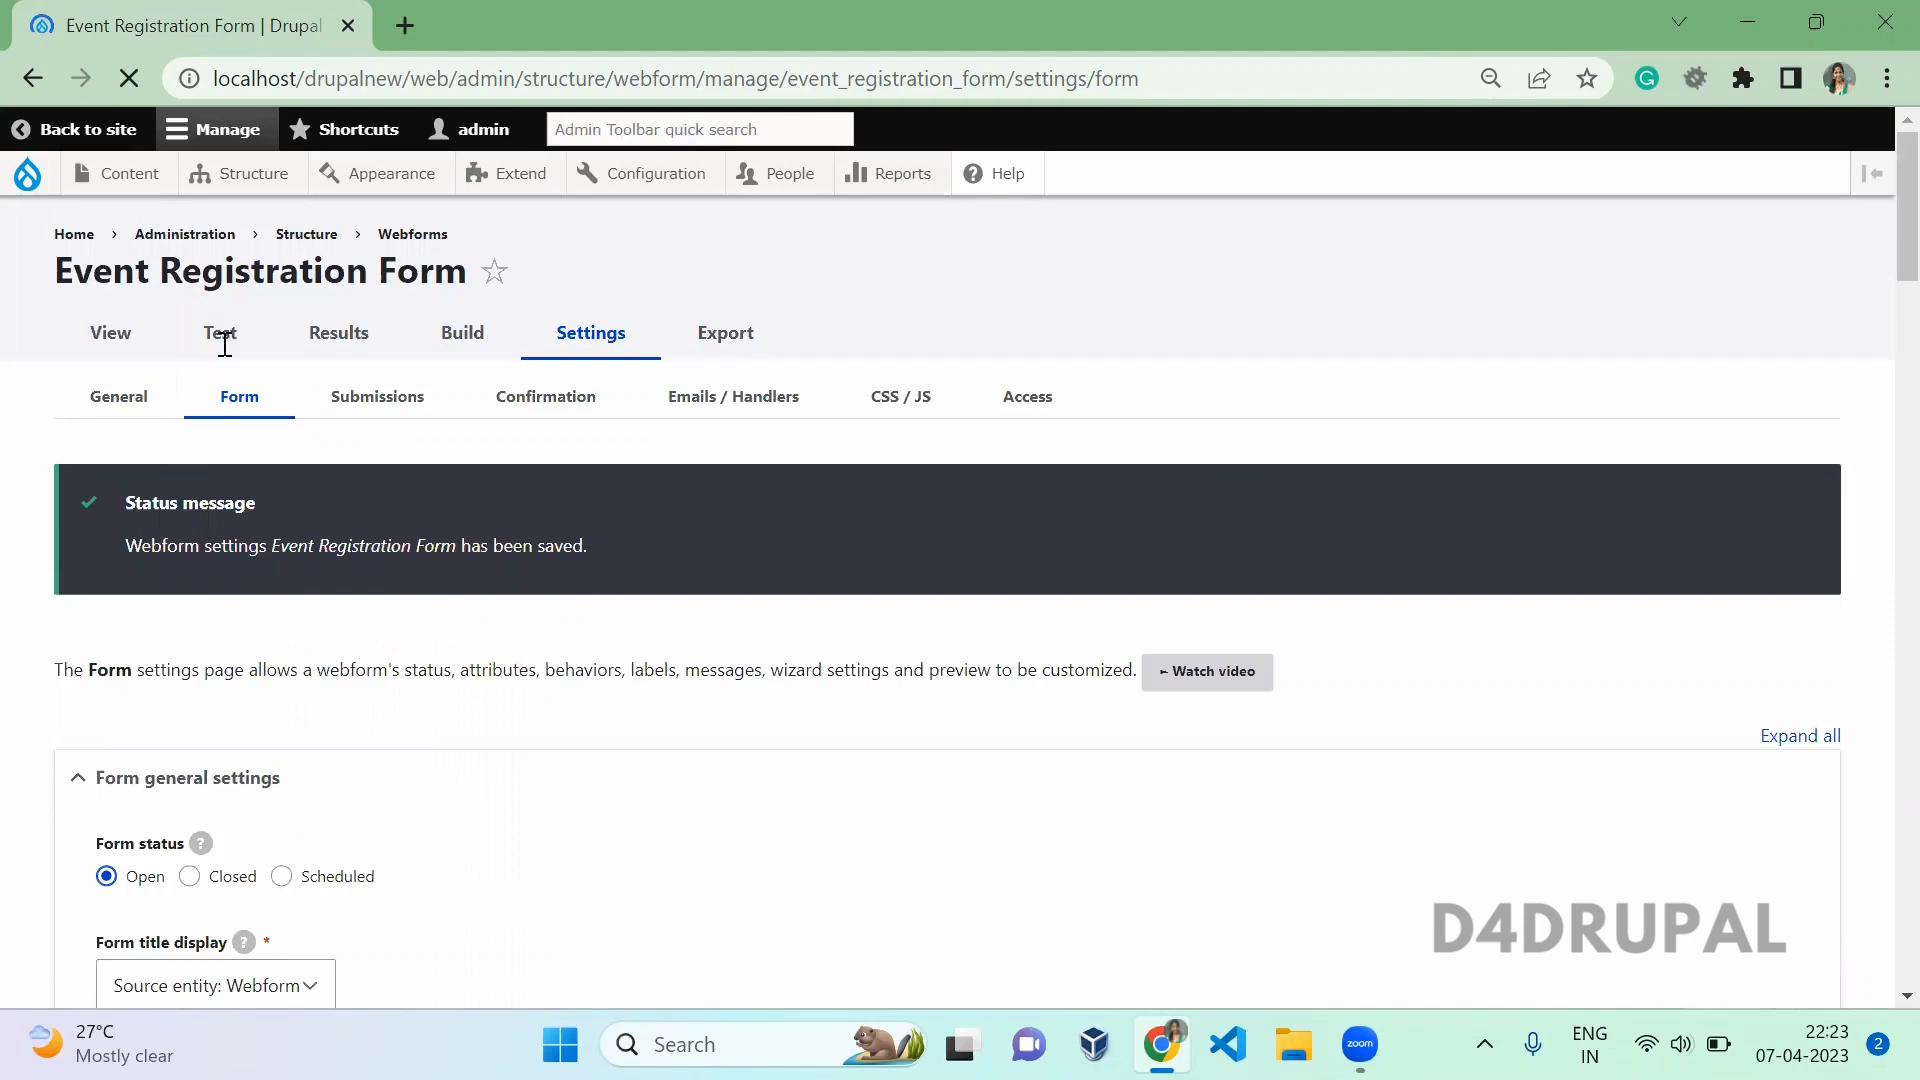 Event Registration Form | Drupal
localhost/drupalnew/web/admin/structure/webform/manage/event_registration_form/settings/form
Back to site Manage Shortcuts admin Admin Toolbar quick search
Content Structure Appearance Extend Configuration People Reports Help
Home › Administration › Structure › Webforms
Event Registration Form
View Test Results Build Settings Export
General Form Submissions Confirmation Emails / Handlers CSS / JS Access
Status message
Webform settings Event Registration Form has been saved.
The Form settings page allows a webform's status, attributes, behaviors, labels, messages, wizard settings and preview to be customized. Watch video
Expand all
Form general settings
Form status ?
Open Closed Scheduled
Form title display ? *
Source entity: Webform
D4DRUPAL
27°C
Mostly clear
Search
zoom
ENG
IN
22:23
07-04-2023
2